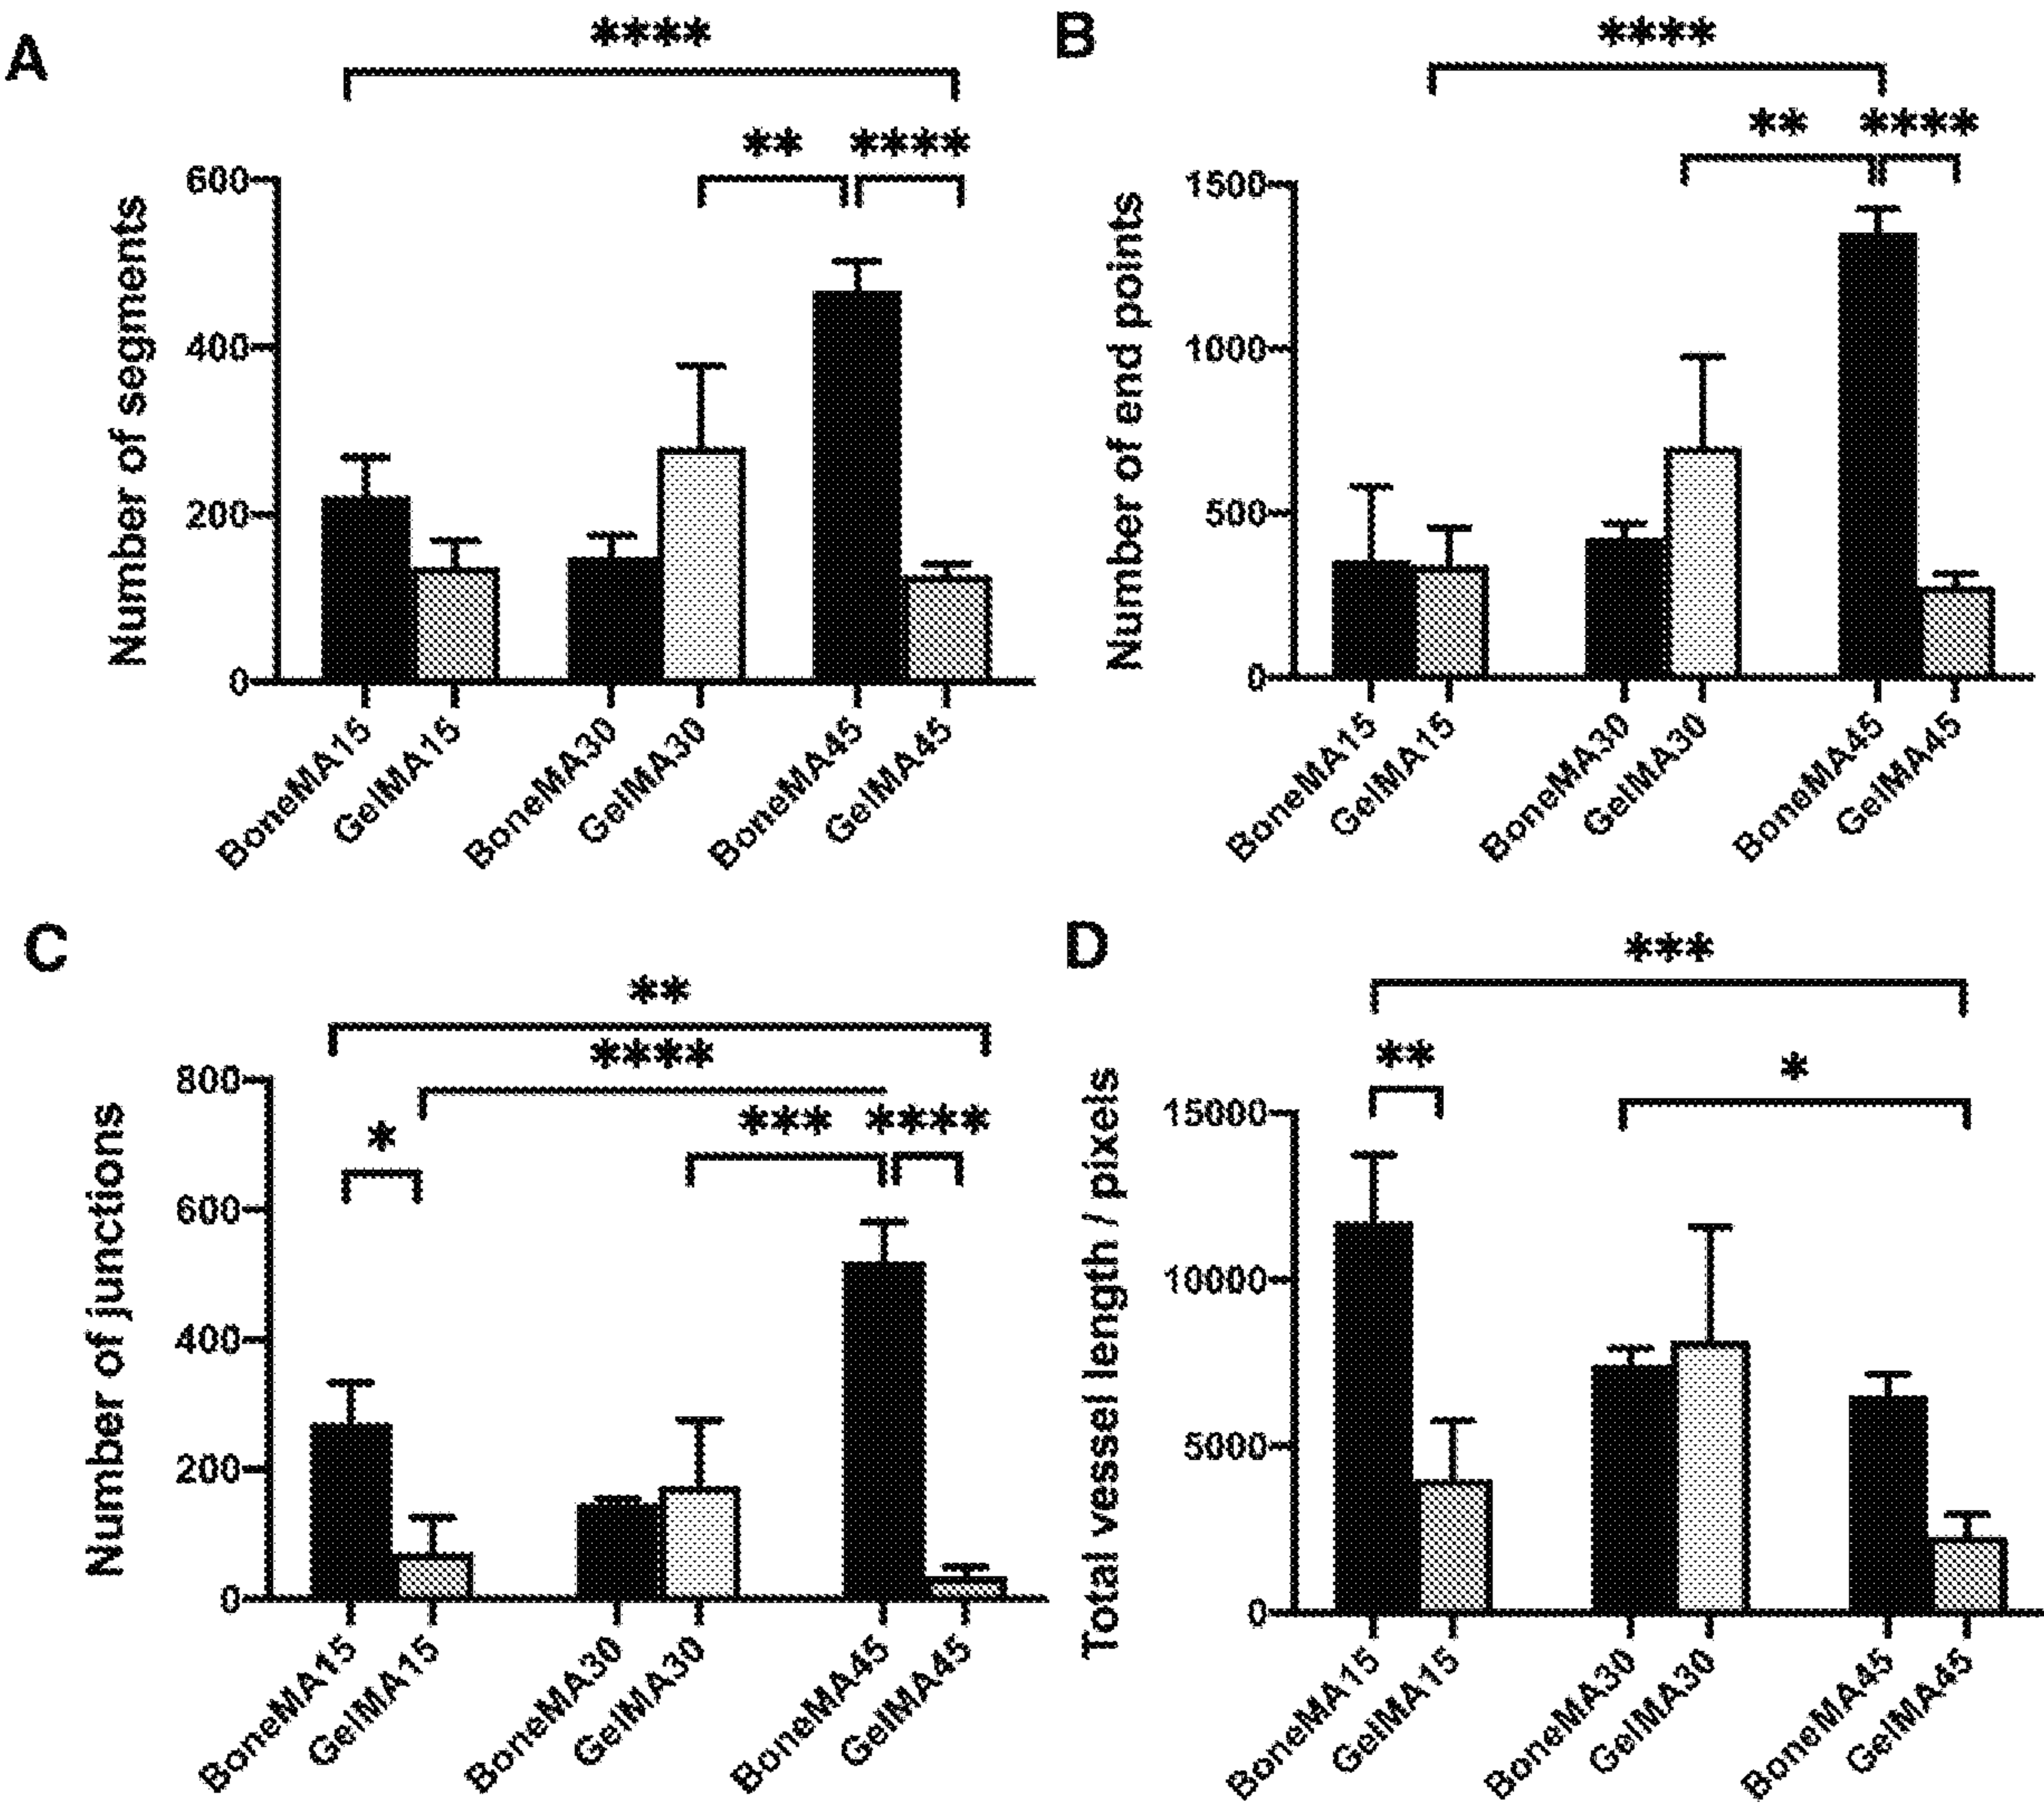 A
****
** ****
Number of segments
600
400
200
0
BoneMA15
GelMA15
BoneMA30
GelMA30
BoneMA45
GelMA45
B
****
** ****
Number of end points
1500
1000
500
0
BoneMA15
GelMA15
BoneMA30
GelMA30
BoneMA45
GelMA45
C
**
****
*** ****
*
Number of junctions
800
600
400
200
0
BoneMA15
GelMA15
BoneMA30
GelMA30
BoneMA45
GelMA45
D
***
**
*
Total vessel length / pixels
15000
10000
5000
0
BoneMA15
GelMA15
BoneMA30
GelMA30
BoneMA45
GelMA45